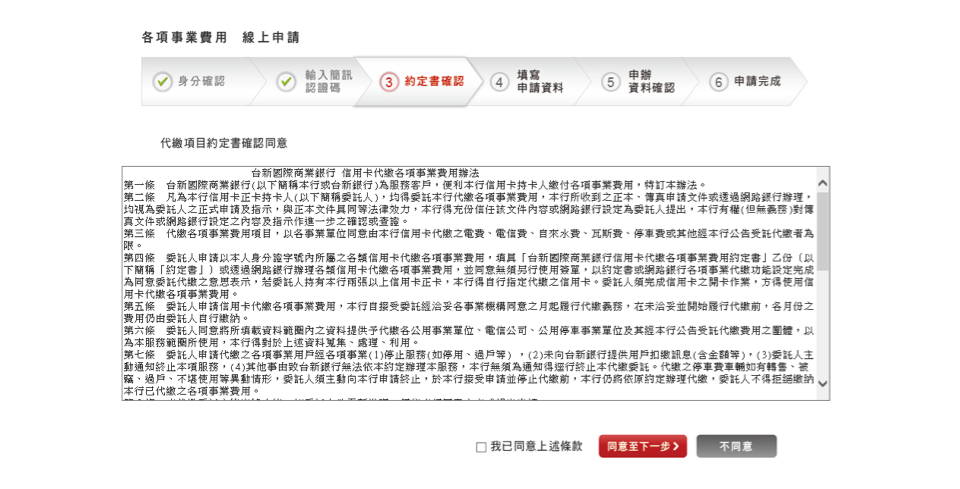 各項事業費用　線上申請
身分確認
輸入簡訊
認證碼
3 約定書確認
4 填寫
申請資料
5 申辦
資料確認
6 申請完成
代繳項目約定書確認同意
台新國際商業銀行 信用卡代繳各項事業費用辦法
第一條　台新國際商業銀行(以下簡稱本行或台新銀行)為服務客戶，便利本行信用卡持卡人繳付各項事業費用，特訂本辦法。
第二條　凡為本行信用卡正卡持卡人(以下簡稱委託人)，均得委託本行代繳各項事業費用，本行所收到之正本、傳真申請文件或透過網路銀行辦理，
均視為委託人之正式申請及指示，與正本文件具同等法律效力，本行得充份信任該文件內容或網路銀行設定為委託人提出，本行有權(但無義務)對傳
真文件或網路銀行設定之內容及指示作進一步之確認或查證。
第三條　代繳各項事業費用項目，以各事業單位同意由本行信用卡代繳之電費、電信費、自來水費、瓦斯費、停車費或其他經本行公告受託代繳者為
限。
第四條　委託人申請以本人身分證字號內所屬之各類信用卡代繳各項事業費用，填具「台新國際商業銀行信用卡代繳各項事業費用約定書」乙份（以
下簡稱「約定書」）或透過網路銀行辦理各類信用卡代繳各項事業費用，並同意無須另行使用簽單，以約定書或網路銀行各項事業代繳功能設定完成
為同意委託代繳之意思表示，若委託人持有本行兩張以上信用卡正卡，本行得自行指定代繳之信用卡。委託人須完成信用卡之開卡作業，方得使用信
用卡代繳各項事業費用。
第五條　委託人申請信用卡代繳各項事業費用，本行自接受委託經洽妥各事業機構同意之月起履行代繳義務，在未洽妥並開始履行代繳前，各月份之
費用仍由委託人自行繳納。
第六條　委託人同意將所填載資料範圍內之資料提供予代繳各公用事業單位、電信公司、公用停車事業單位及其經本行公告受託代繳費用之團體，以
為本服務範圍所使用，本行得對於上述資料蒐集、處理、利用。
第七條　委託人申請代繳之各項事業用戶經各項事業(1)停止服務(如停用、過戶等) ，(2)未向台新銀行提供用戶扣繳訊息(含金額等)，(3)委託人主
動通知終止本項服務，(4)其他事由致台新銀行無法依本約定辦理本服務，本行無須為通知得逕行終止本代繳委託。代繳之停車費車輛如有轉售、被
竊、過戶、不堪使用等異動情形，委託人須主動向本行申請終止，於本行接受申請並停止代繳前，本行仍將依原約定辦理代繳，委託人不得拒絕繳納
本行已代繳之各項事業費用。
我已同意上述條款
同意至下一步
不同意